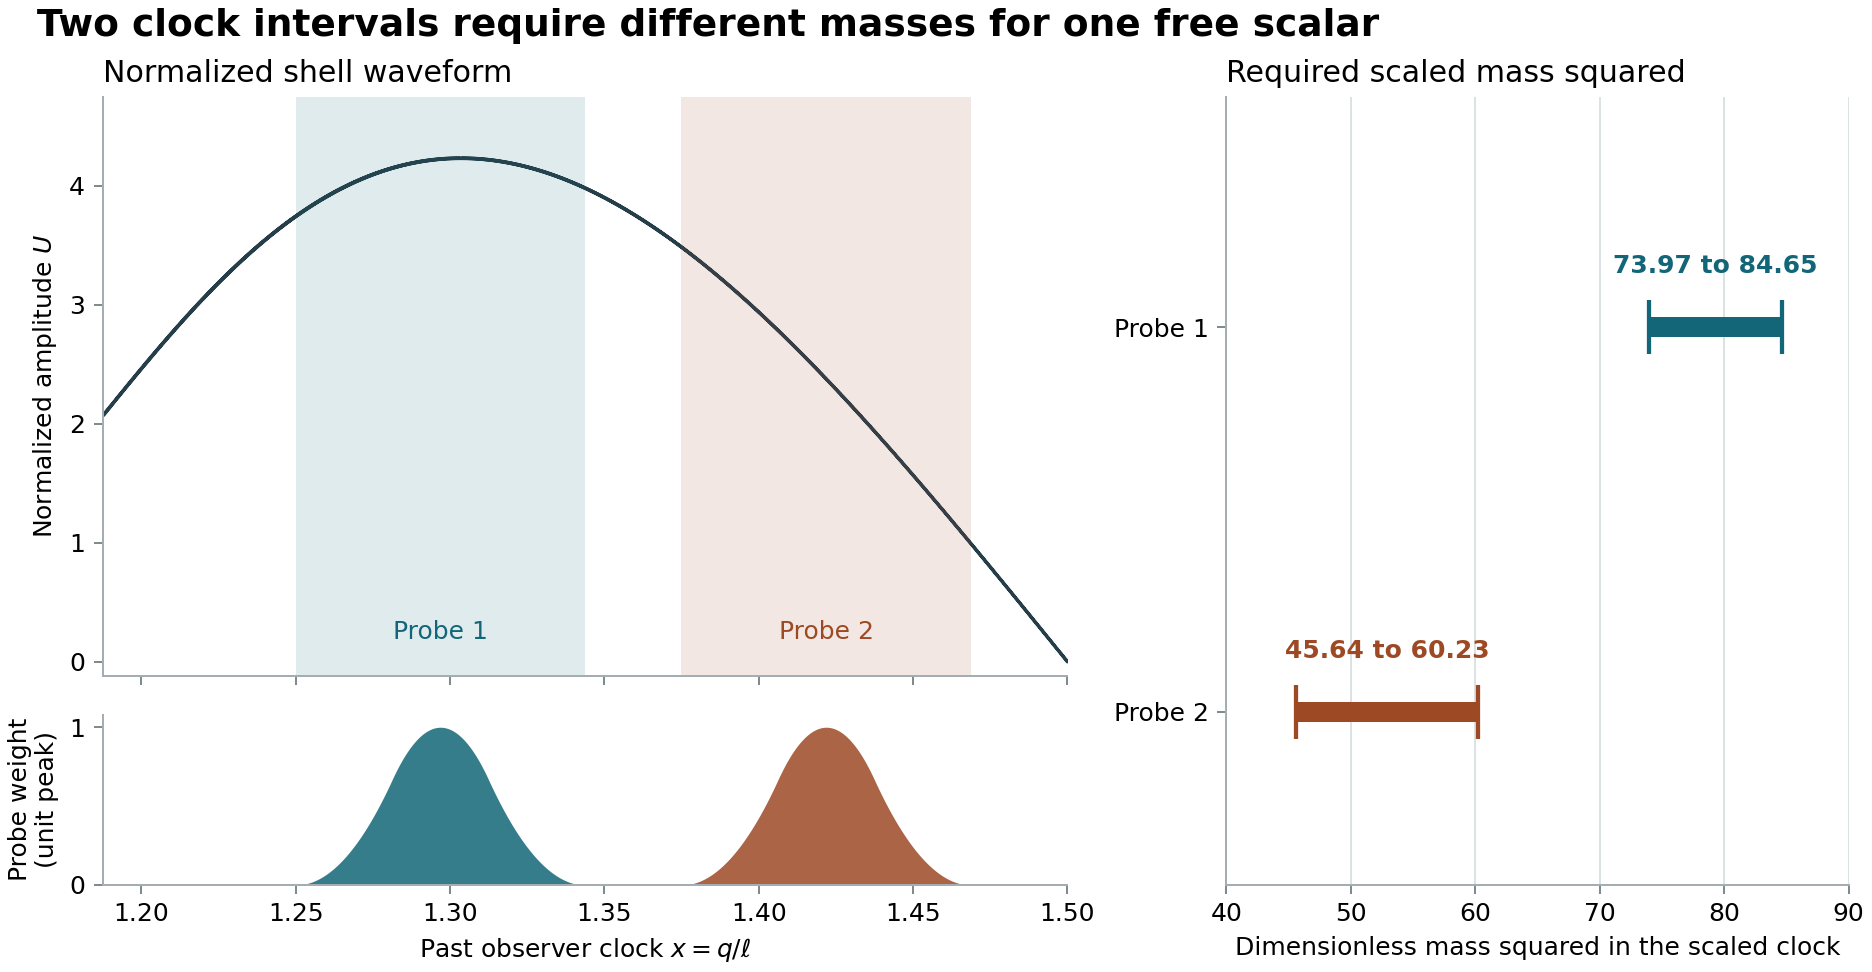 Two clock intervals require different masses for one free scalar
Normalized shell waveform
Normalized amplitude U
4
3
2
1
0
Probe 1
Probe 2
Probe weight
(unit peak)
1
0
1.20
1.25
1.30
1.35
1.40
1.45
1.50
Past observer clock x = q/ℓ
Required scaled mass squared
73.97 to 84.65
Probe 1
45.64 to 60.23
Probe 2
40
50
60
70
80
90
Dimensionless mass squared in the scaled clock